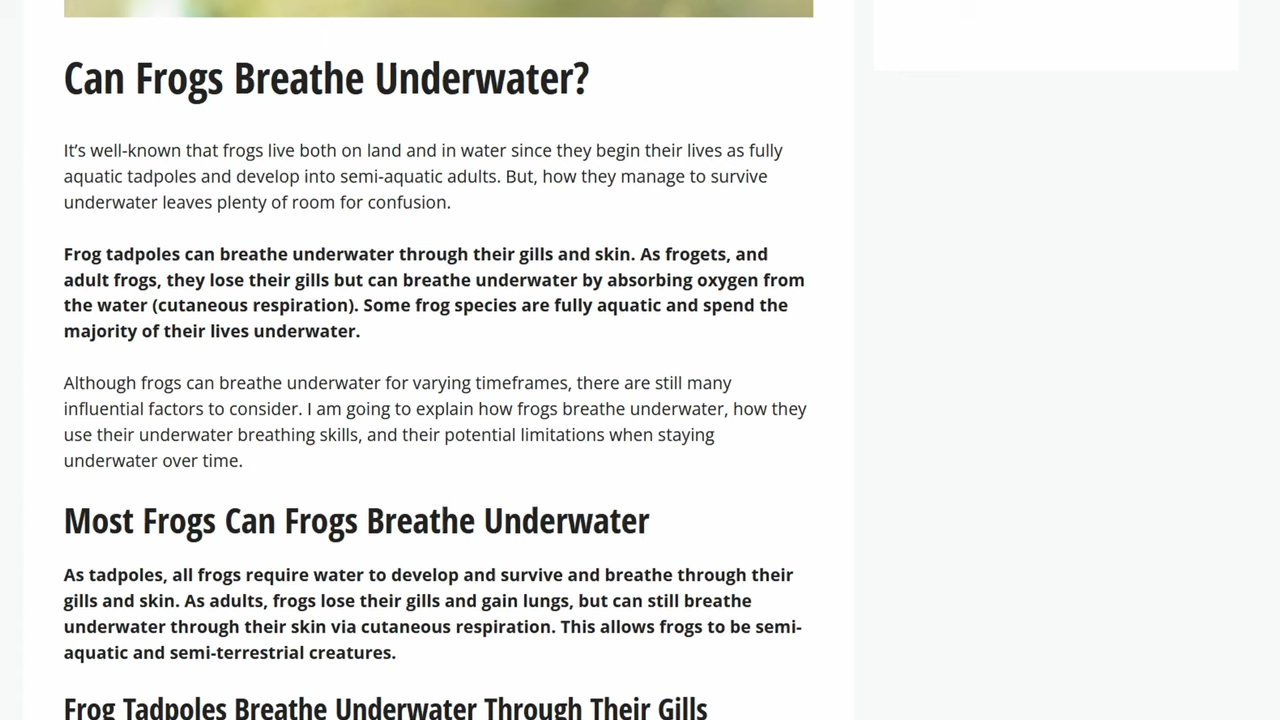 Can Frogs Breathe Underwater?
It’s well-known that frogs live both on land and in water since they begin their lives as fully
aquatic tadpoles and develop into semi-aquatic adults. But, how they manage to survive
underwater leaves plenty of room for confusion.
Frog tadpoles can breathe underwater through their gills and skin. As frogets, and
adult frogs, they lose their gills but can breathe underwater by absorbing oxygen from
the water (cutaneous respiration). Some frog species are fully aquatic and spend the
majority of their lives underwater.
Although frogs can breathe underwater for varying timeframes, there are still many
influential factors to consider. I am going to explain how frogs breathe underwater, how they
use their underwater breathing skills, and their potential limitations when staying
underwater over time.
Most Frogs Can Frogs Breathe Underwater
As tadpoles, all frogs require water to develop and survive and breathe through their
gills and skin. As adults, frogs lose their gills and gain lungs, but can still breathe
underwater through their skin via cutaneous respiration. This allows frogs to be semi-
aquatic and semi-terrestrial creatures.
Frog Tadpoles Breathe Underwater Through Their Gills